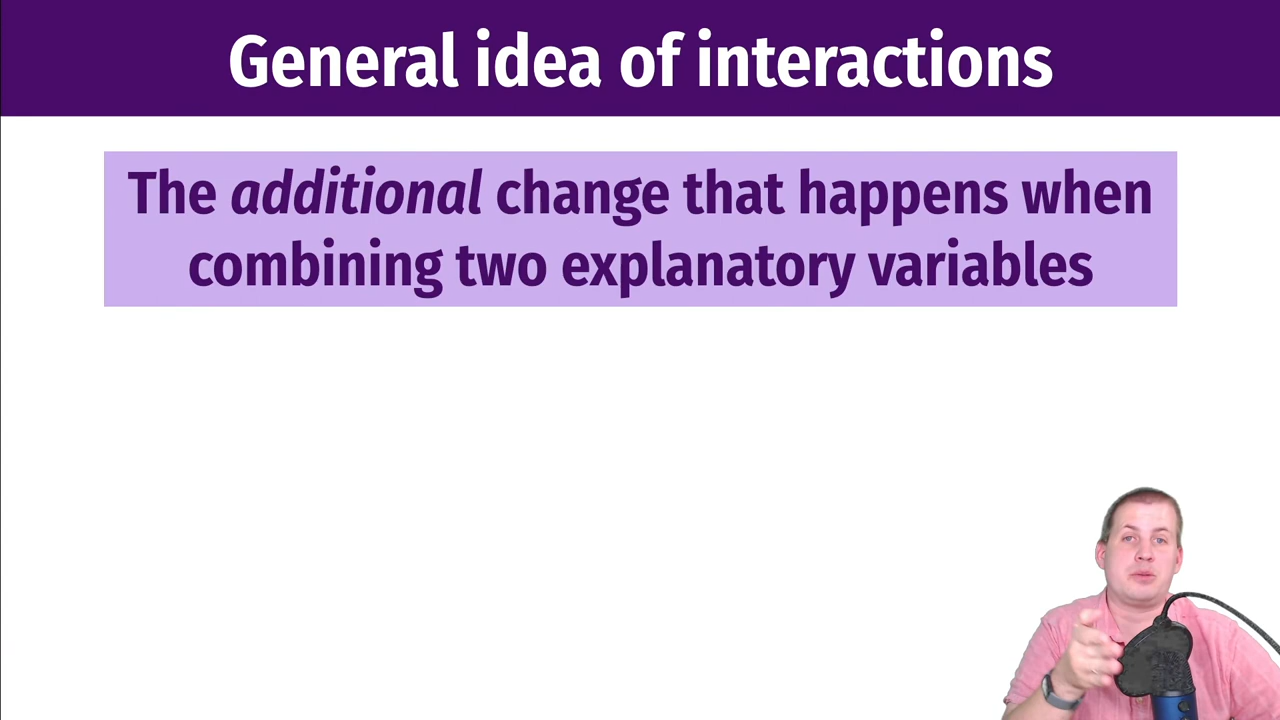 General idea of interactions
The additional change that happens when
combining two explanatory variables